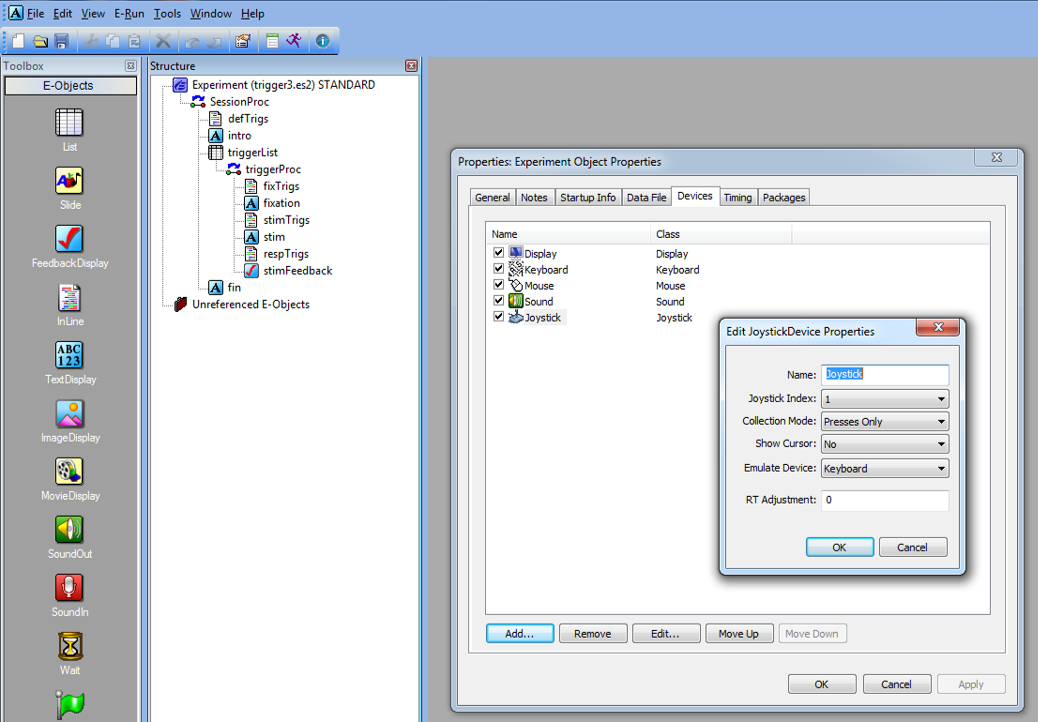 File Edit View E-Run Tools Window Help
Toolbox
E-Objects
List
Slide
FeedbackDisplay
InLine
ABC
123
TextDisplay
ImageDisplay
MovieDisplay
SoundOut
SoundIn
Wait
Structure
Experiment (trigger3.es2) STANDARD
SessionProc
defTrigs
intro
triggerList
triggerProc
fixTrigs
fixation
stimTrigs
stim
respTrigs
stimFeedback
fin
Unreferenced E-Objects
Properties: Experiment Object Properties
General Notes Startup Info Data File Devices Timing Packages
Name Class
Display Display
Keyboard Keyboard
Mouse Mouse
Sound Sound
Joystick Joystick
Edit JoystickDevice Properties
Name: Joystick
Joystick Index: 1
Collection Mode: Presses Only
Show Cursor: No
Emulate Device: Keyboard
RT Adjustment: 0
OK Cancel
Add... Remove Edit... Move Up Move Down
OK Cancel Apply